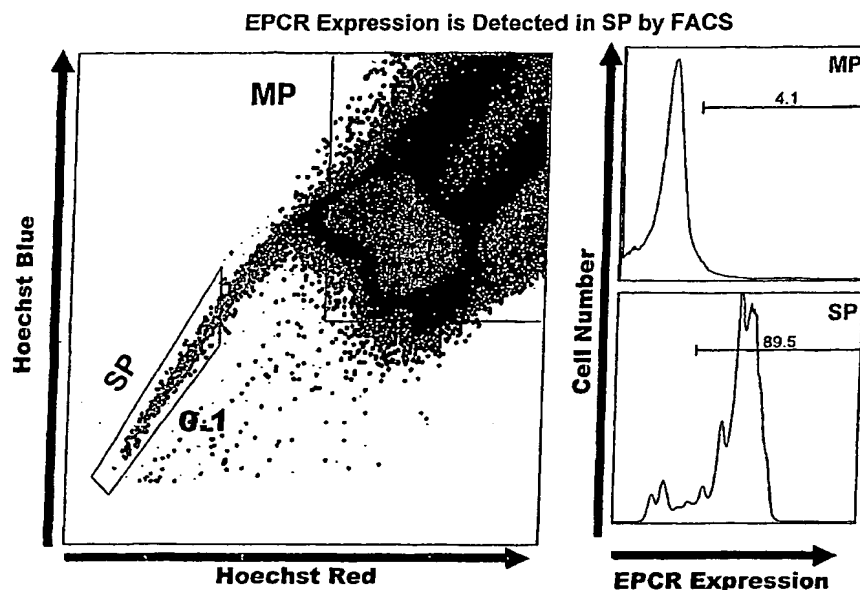 EPCR Expression is Detected in SP by FACS
MP
SP
0.1
Hoechst Blue
Hoechst Red
MP
4.1
SP
89.5
Cell Number
EPCR Expression